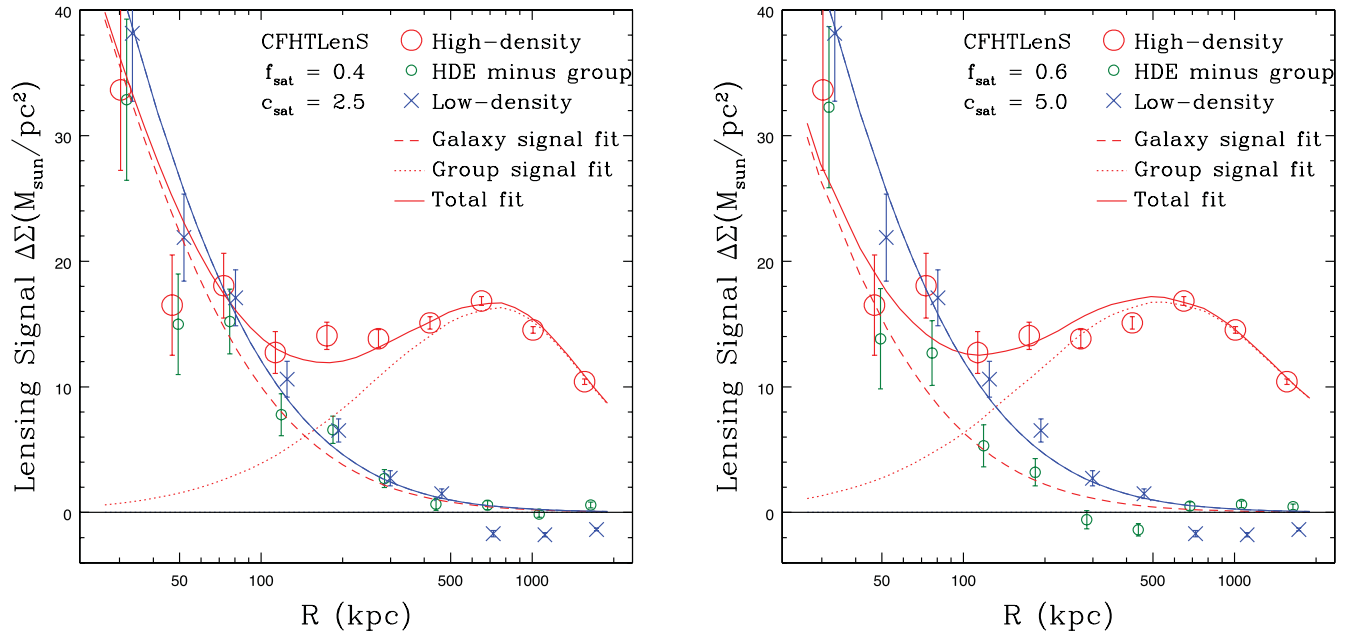 40
30
20
10
0
50
100
200
500
1000
Lensing Signal ΔΣ(M_sun/pc²)
R (kpc)
CFHTLenS
f_sat = 0.4
c_sat = 2.5
High-density
HDE minus group
Low-density
Galaxy signal fit
Group signal fit
Total fit
40
30
20
10
0
50
100
200
500
1000
Lensing Signal ΔΣ(M_sun/pc²)
R (kpc)
CFHTLenS
f_sat = 0.6
c_sat = 5.0
High-density
HDE minus group
Low-density
Galaxy signal fit
Group signal fit
Total fit